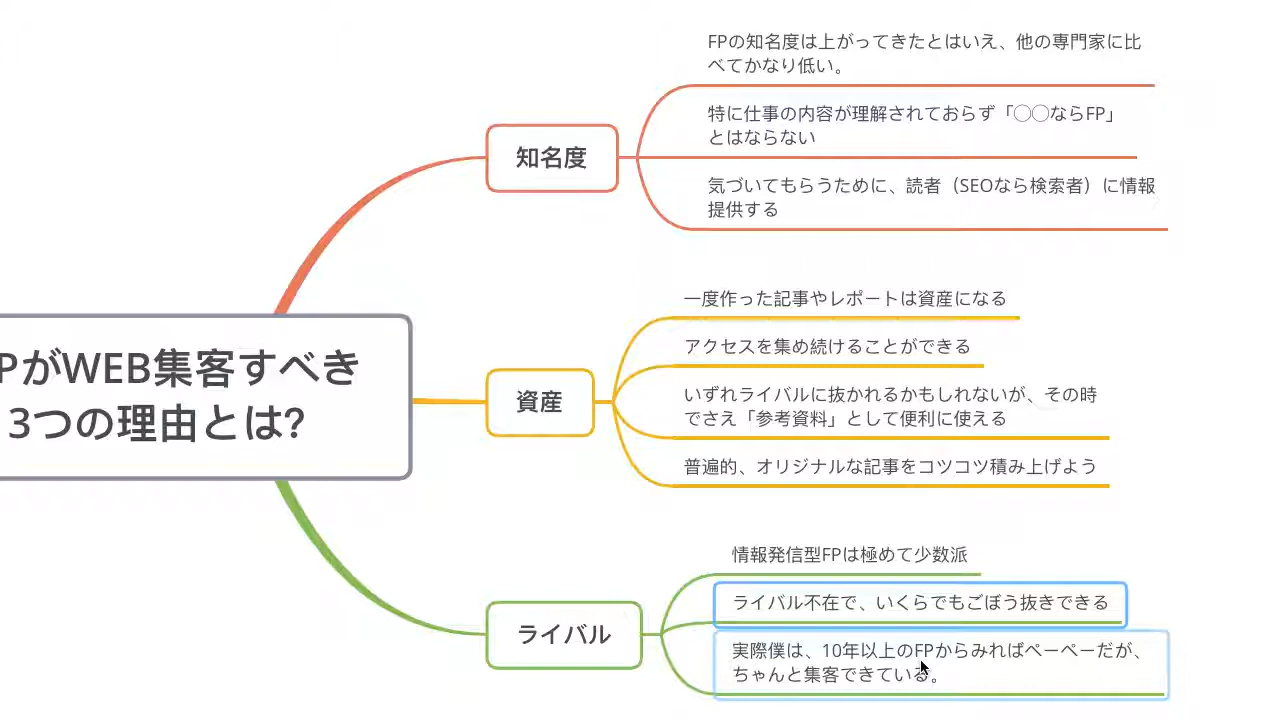 PがWEB集客すべき
3つの理由とは?
知名度
FPの知名度は上がってきたとはいえ、他の専門家に比
べてかなり低い。
特に仕事の内容が理解されておらず「◯◯ならFP」
とはならない
気づいてもらうために、読者（SEOなら検索者）に情報
提供する
資産
一度作った記事やレポートは資産になる
アクセスを集め続けることができる
いずれライバルに抜かれるかもしれないが、その時
でさえ「参考資料」として便利に使える
普遍的、オリジナルな記事をコツコツ積み上げよう
ライバル
情報発信型FPは極めて少数派
ライバル不在で、いくらでもごぼう抜きできる
実際僕は、10年以上のFPからみればペーペーだが、
ちゃんと集客できている。